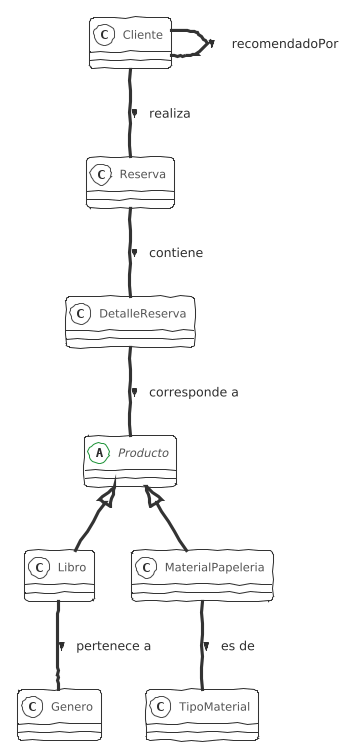 C Cliente
recomendadoPor
realiza
C Reserva
contiene
C DetalleReserva
corresponde a
A Producto
C Libro
C MaterialPapeleria
pertenece a
es de
C Genero
C TipoMaterial